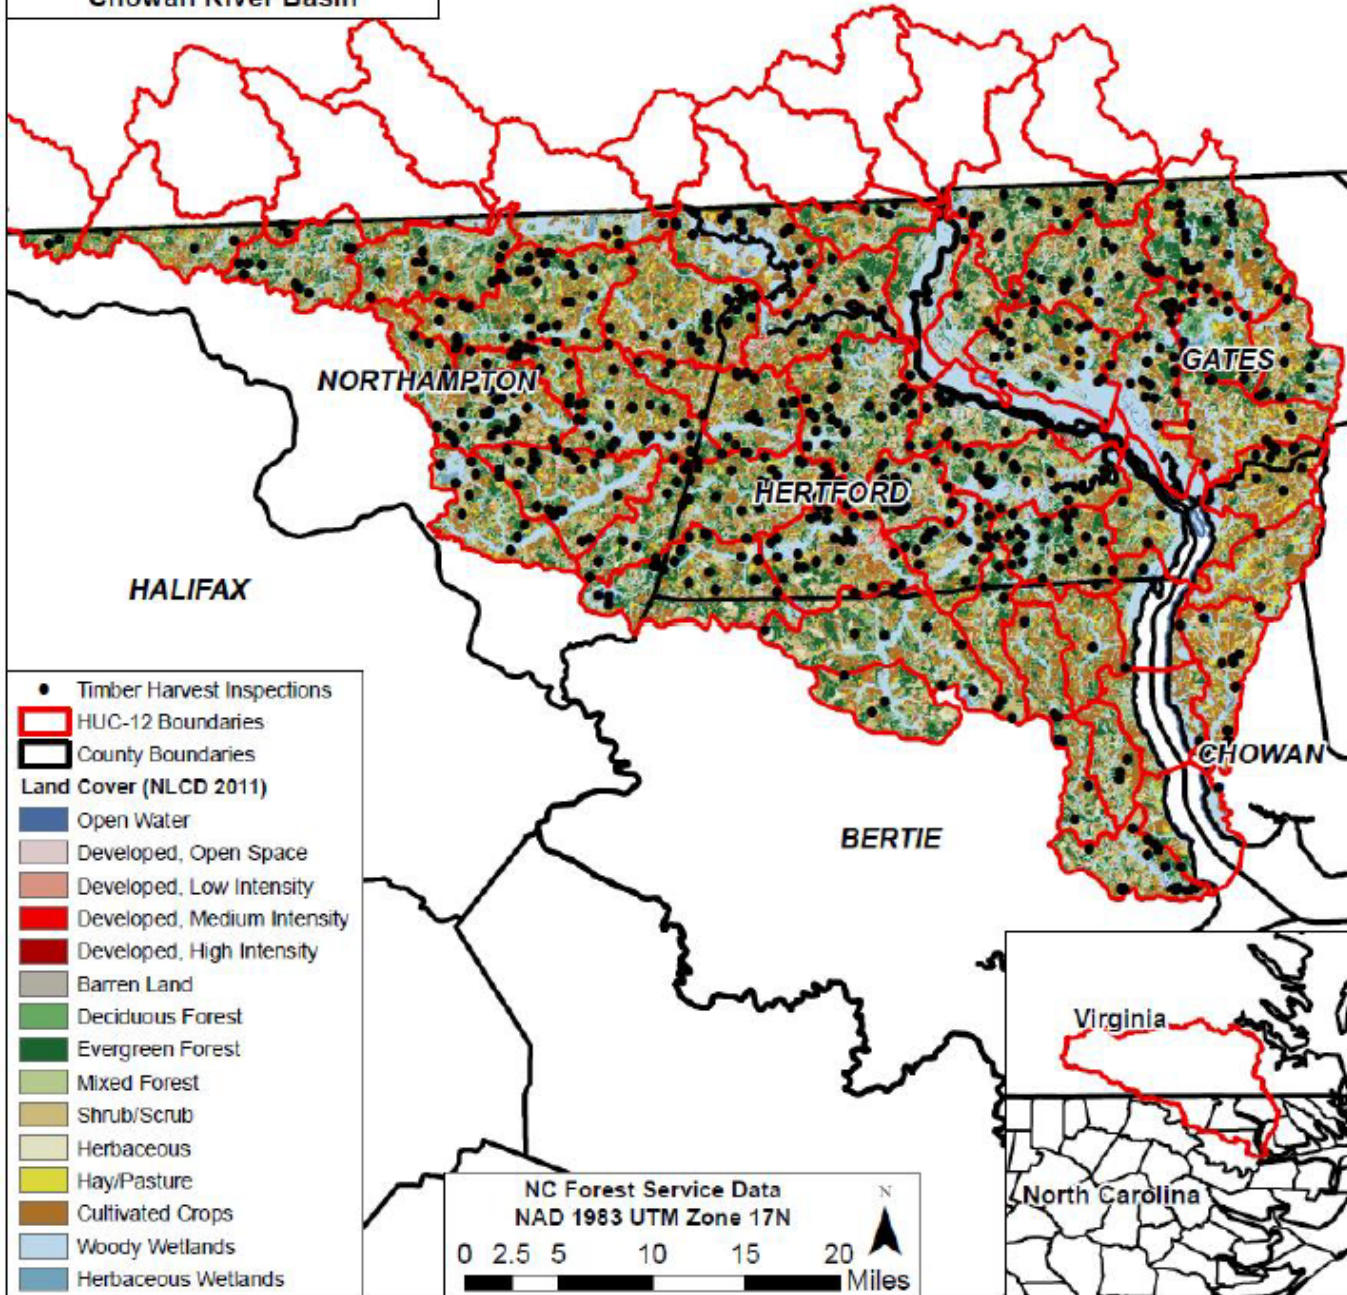 Chowan River Basin
NORTHAMPTON
GATES
HERTFORD
HALIFAX
CHOWAN
BERTIE
Timber Harvest Inspections
HUC-12 Boundaries
County Boundaries
Land Cover (NLCD 2011)
Open Water
Developed, Open Space
Developed, Low Intensity
Developed, Medium Intensity
Developed, High Intensity
Barren Land
Deciduous Forest
Evergreen Forest
Mixed Forest
Shrub/Scrub
Herbaceous
Hay/Pasture
Cultivated Crops
Woody Wetlands
Herbaceous Wetlands
NC Forest Service Data
NAD 1983 UTM Zone 17N
N
0 2.5 5 10 15 20
Miles
Virginia
North Carolina